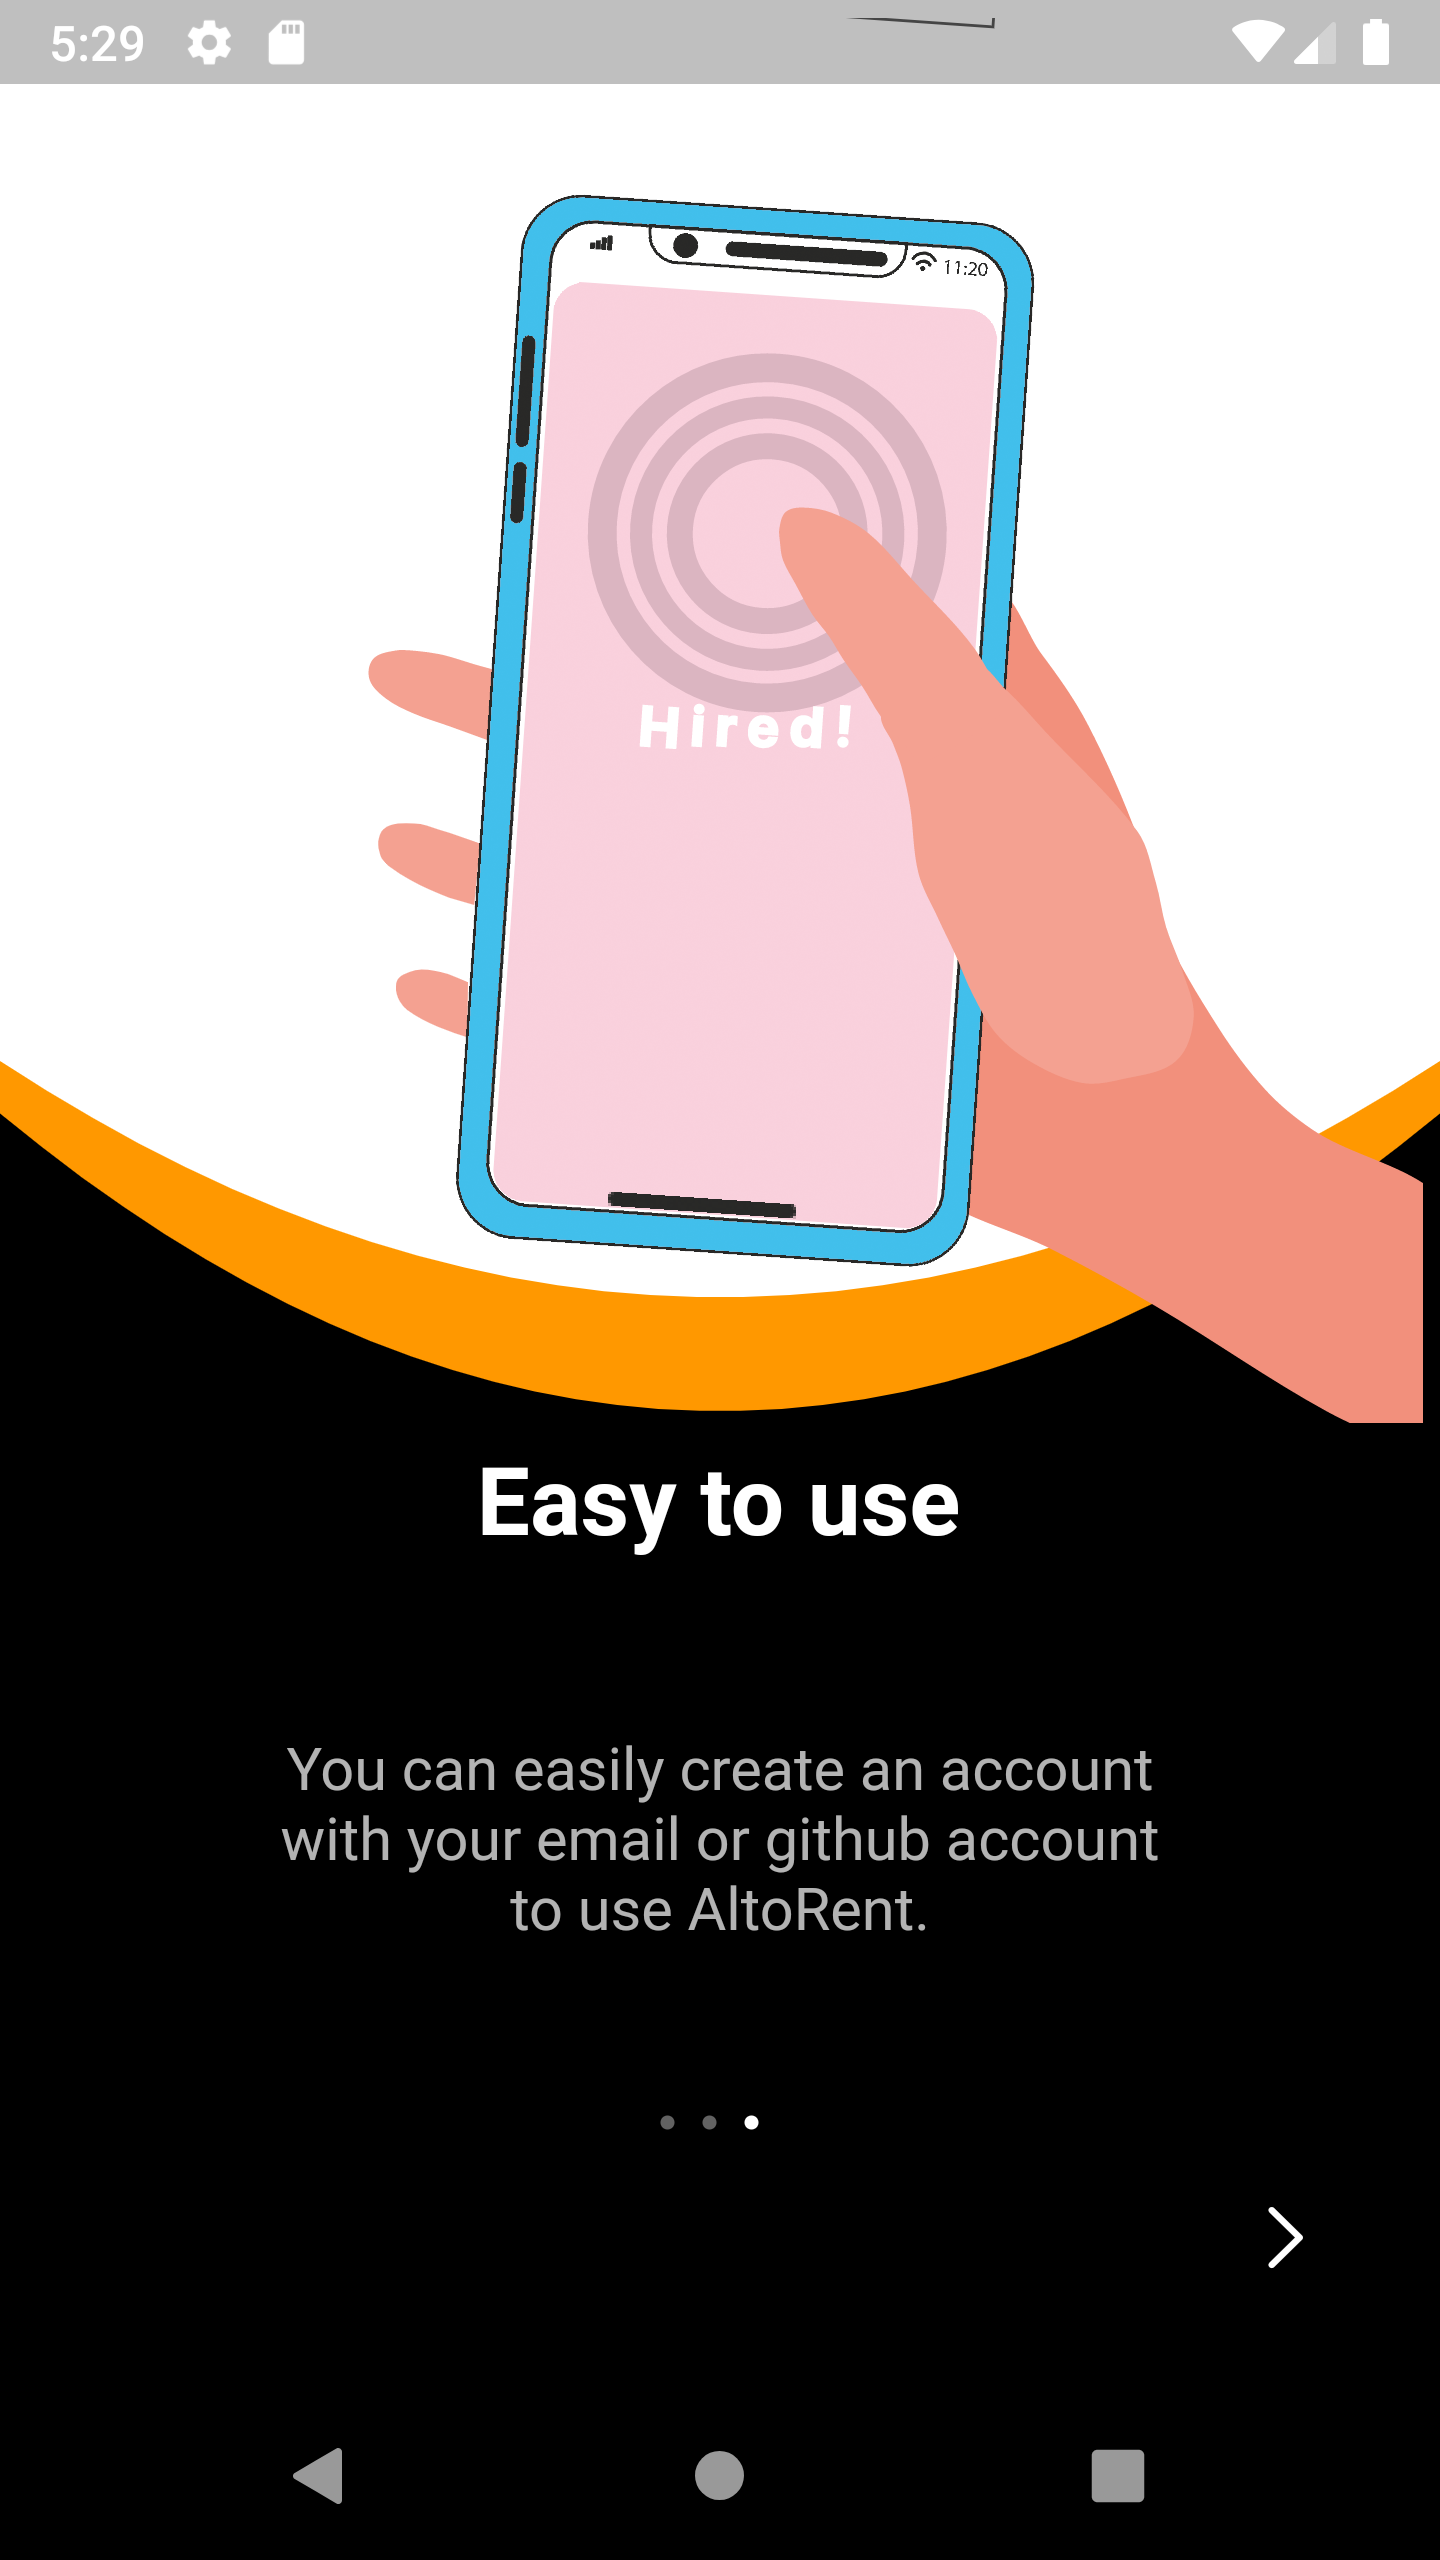 5:29
11:20
Hired!
Easy to use
You can easily create an account
with your email or github account
to use AltoRent.